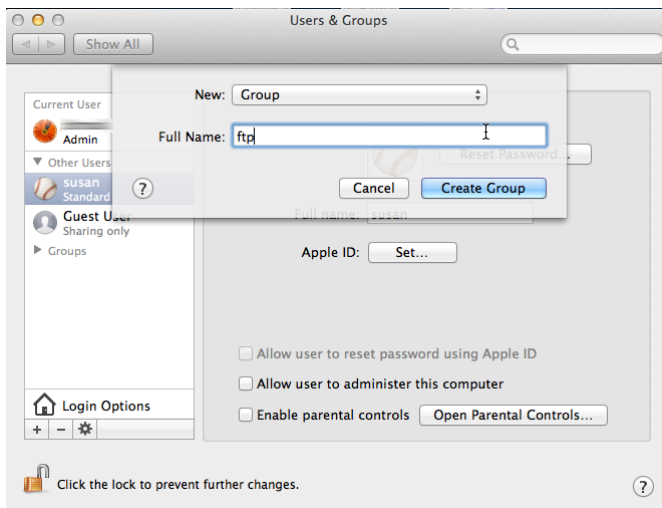 Users & Groups
Show All
New: Group
Full Name: ftp
Current User
Admin
Other Users
susan
Standard
Guest User
Sharing only
Groups
Reset Password...
? Cancel Create Group
Full name: susan
Apple ID: Set...
Allow user to reset password using Apple ID
Allow user to administer this computer
Enable parental controls Open Parental Controls...
Login Options
+ −
Click the lock to prevent further changes. ?